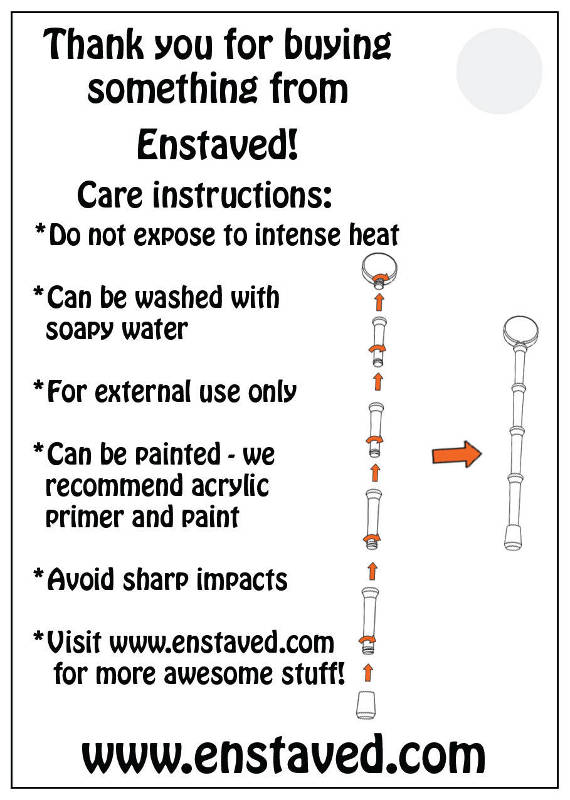 Thank you for buying
something from
Enstaved!
Care instructions:
*Do not expose to intense heat
*Can be washed with
soapy water
*For external use only
*Can be painted - we
recommend acrylic
primer and paint
*Avoid sharp impacts
*Visit www.enstaved.com
for more awesome stuff!
www.enstaved.com